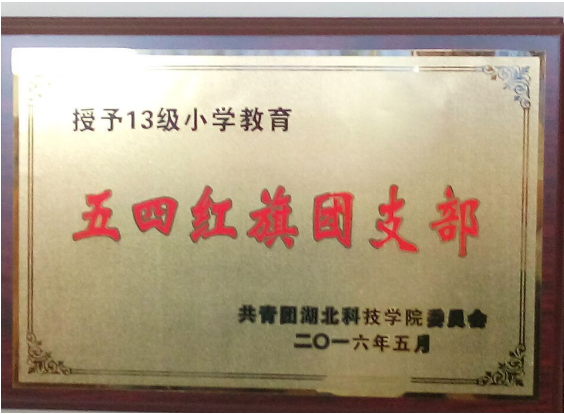 授予13级小学教育
五四红旗团支部
共青团湖北科技学院委员会
二〇一六年五月